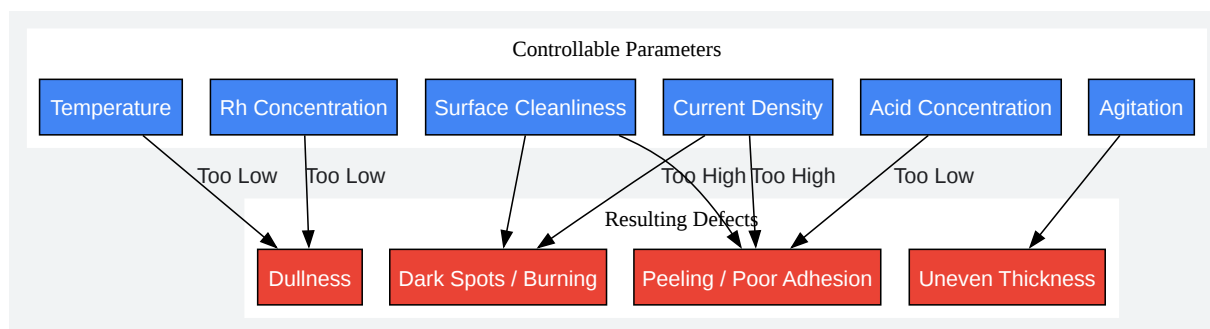 Controllable Parameters
Temperature
Rh Concentration
Surface Cleanliness
Current Density
Acid Concentration
Agitation
Too Low
Too Low
Too High
Too High
Too Low
Resulting Defects
Dullness
Dark Spots / Burning
Peeling / Poor Adhesion
Uneven Thickness